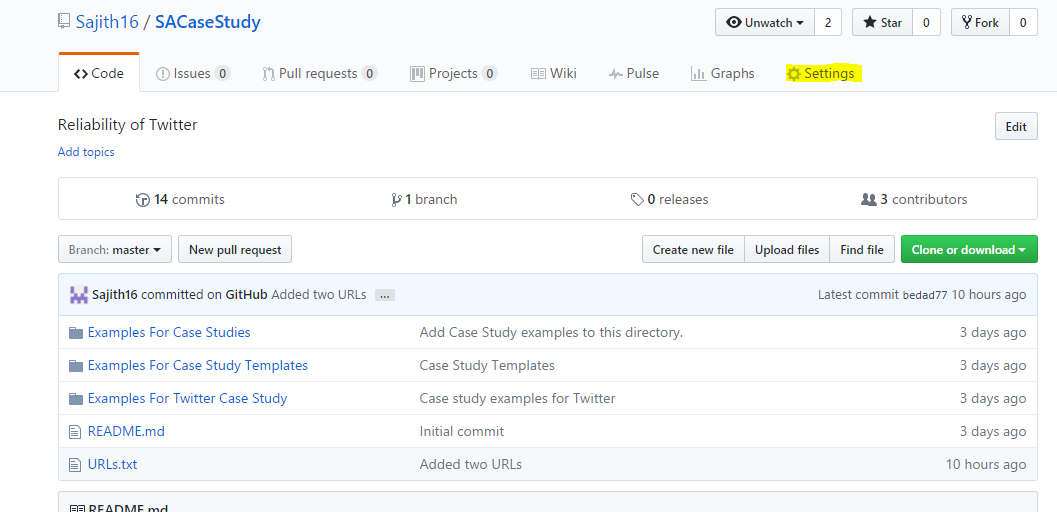 Sajith16 / SACaseStudy Unwatch 2 Star 0 Fork 0
Code Issues 0 Pull requests 0 Projects 0 Wiki Pulse Graphs Settings
Reliability of Twitter Edit
Add topics
14 commits 1 branch 0 releases 3 contributors
Branch: master New pull request Create new file Upload files Find file Clone or download
Sajith16 committed on GitHub Added two URLs ... Latest commit bedad77 10 hours ago
Examples For Case Studies Add Case Study examples to this directory. 3 days ago
Examples For Case Study Templates Case Study Templates 3 days ago
Examples For Twitter Case Study Case study examples for Twitter 3 days ago
README.md Initial commit 3 days ago
URLs.txt Added two URLs 10 hours ago
README.md